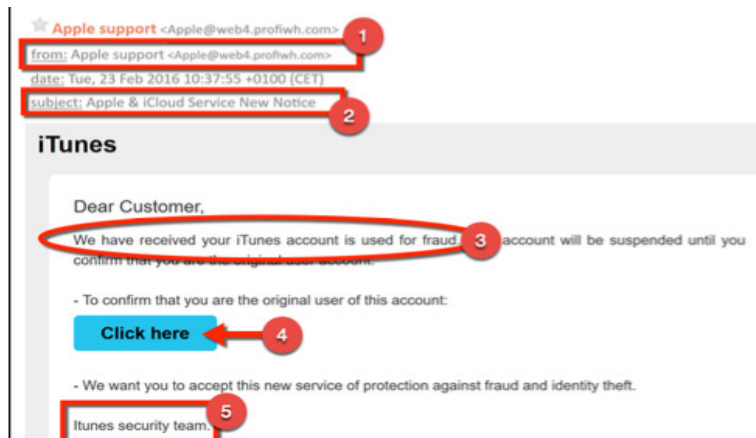 Apple support <Apple@web4.profiwh.com>
1
from: Apple support <Apple@web4.profiwh.com>
date: Tue, 23 Feb 2016 10:37:55 +0100 (CET)
subject: Apple & iCloud Service New Notice
2
iTunes
Dear Customer,
We have received your iTunes account is used for fraud. 3 account will be suspended until you
confirm that you are the original user account.
- To confirm that you are the original user of this account:
Click here 4
- We want you to accept this new service of protection against fraud and identity theft.
5
Itunes security team.